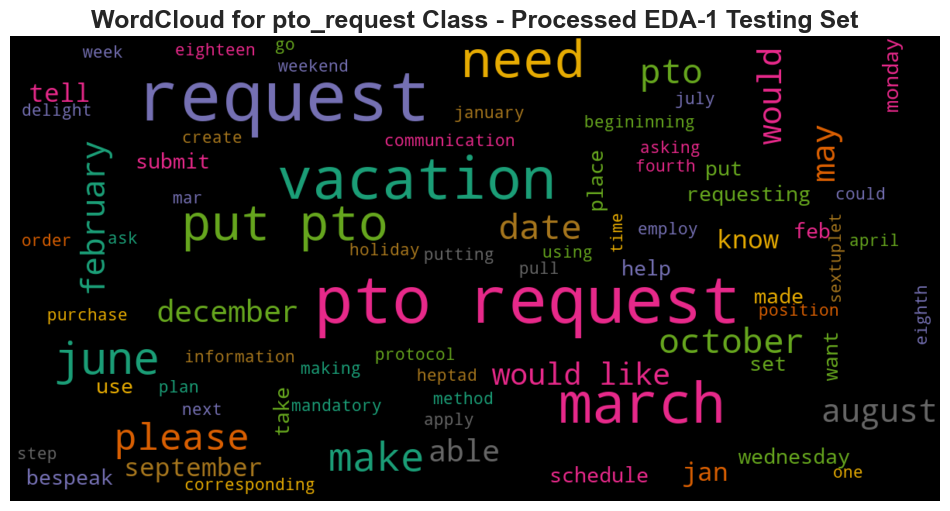 WordCloud for pto_request Class - Processed EDA-1 Testing Set
week
eighteen
go
weekend
need
pto
would
monday
tell
delight
request
january
july
begininning
create
communication
asking
fourth
may
submit
vacation
place
put
requesting
could
february
mar
put pto
date
time
employ
know
feb
april
order
ask
holiday
putting
using
pull
help
sextuplet
purchase
december
pto request
made
position
eighth
june
information
making
protocol
october
set
want
use
plan
heptad
would like
next
take
mandatory
method
apply
march
august
please
step
september
make
able
wednesday
bespeak
corresponding
schedule
jan
one